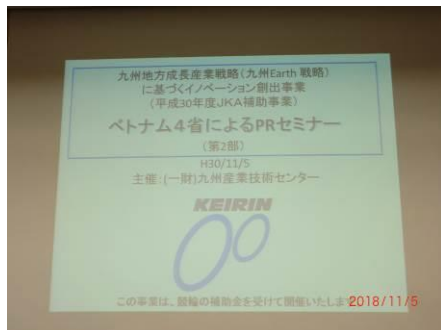 九州地方成長産業戦略(九州Earth 戦略)
に基づくイノベーション創出事業
(平成30年度JKA補助事業)
ベトナム4省によるPRセミナー
(第2部)
H30/11/5
主催:(一財)九州産業技術センター
KEIRIN
この事業は、競輪の補助金を受けて開催いたしま
2018/11/5